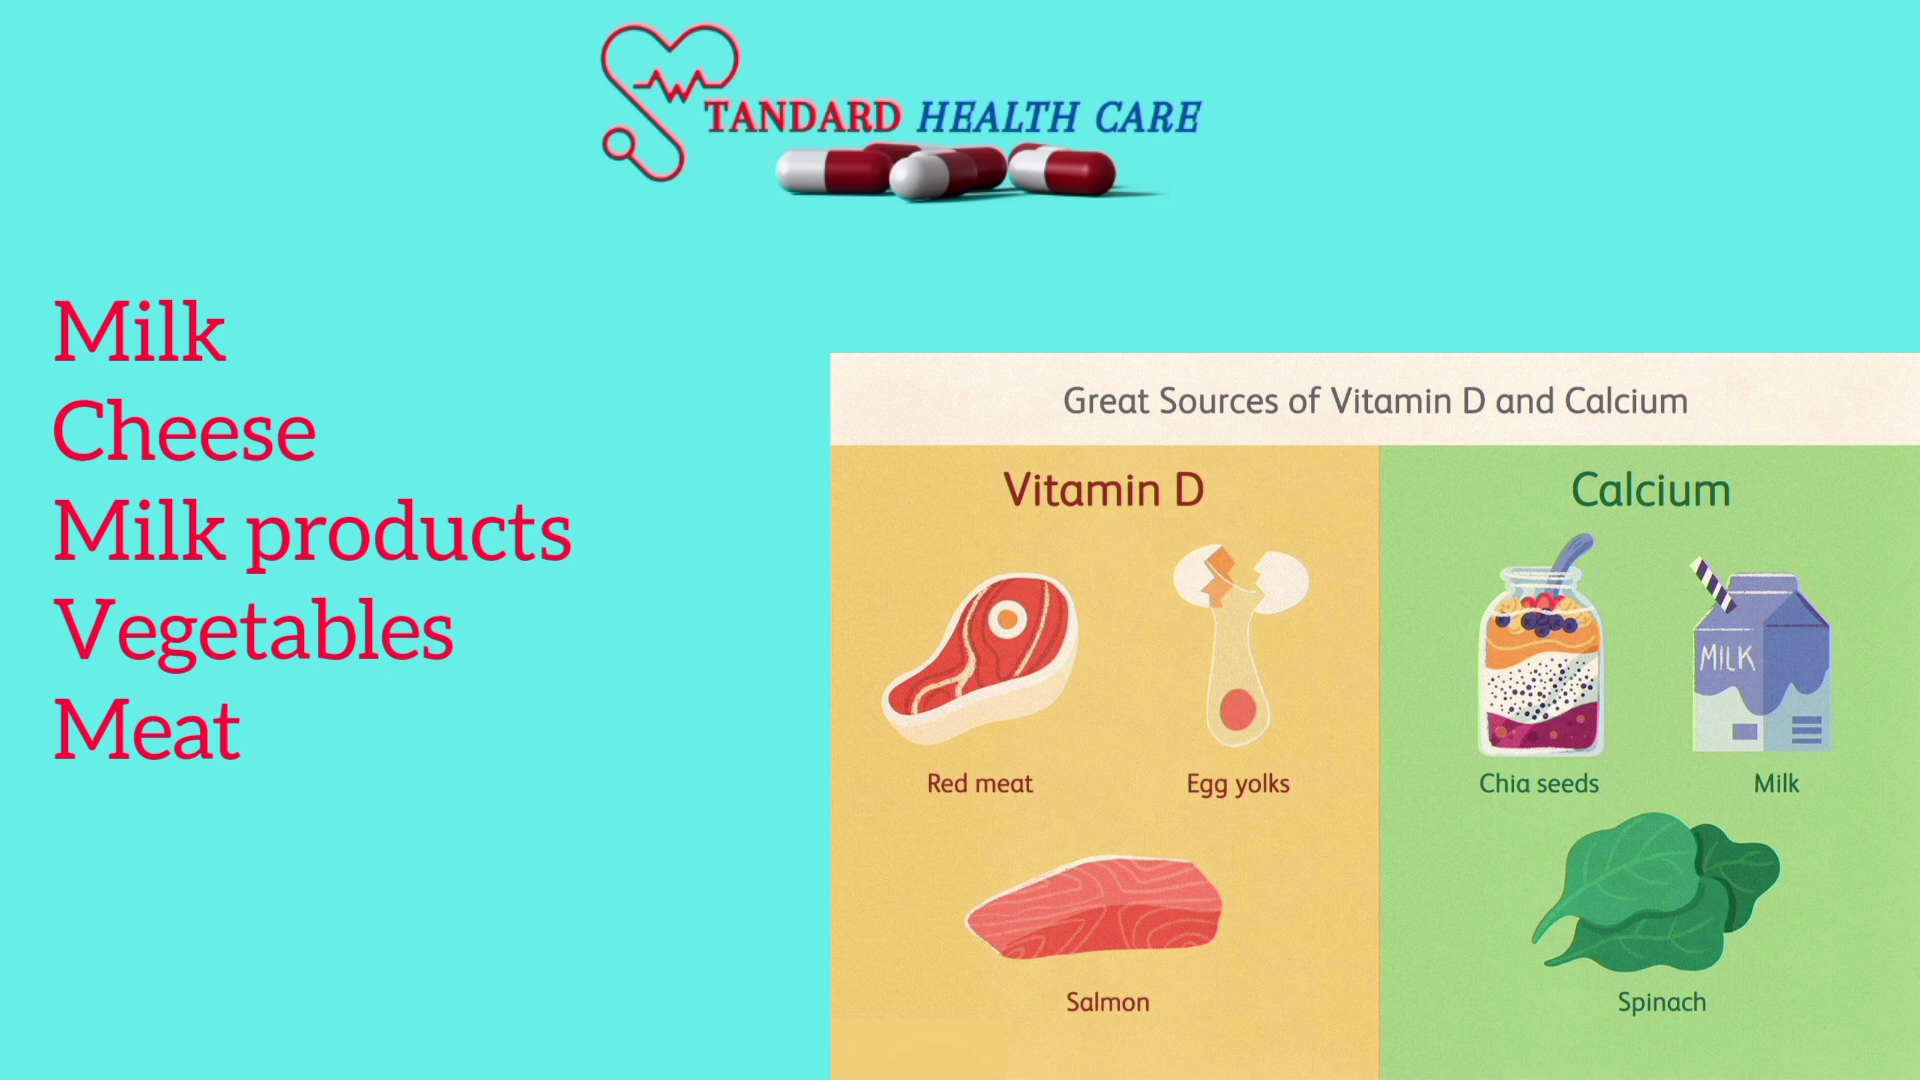 TANDARD HEALTH CARE
Milk
Cheese
Milk products
Vegetables
Meat
Great Sources of Vitamin D and Calcium
Vitamin D
Red meat
Egg yolks
Salmon
Calcium
MILK
Chia seeds
Milk
Spinach